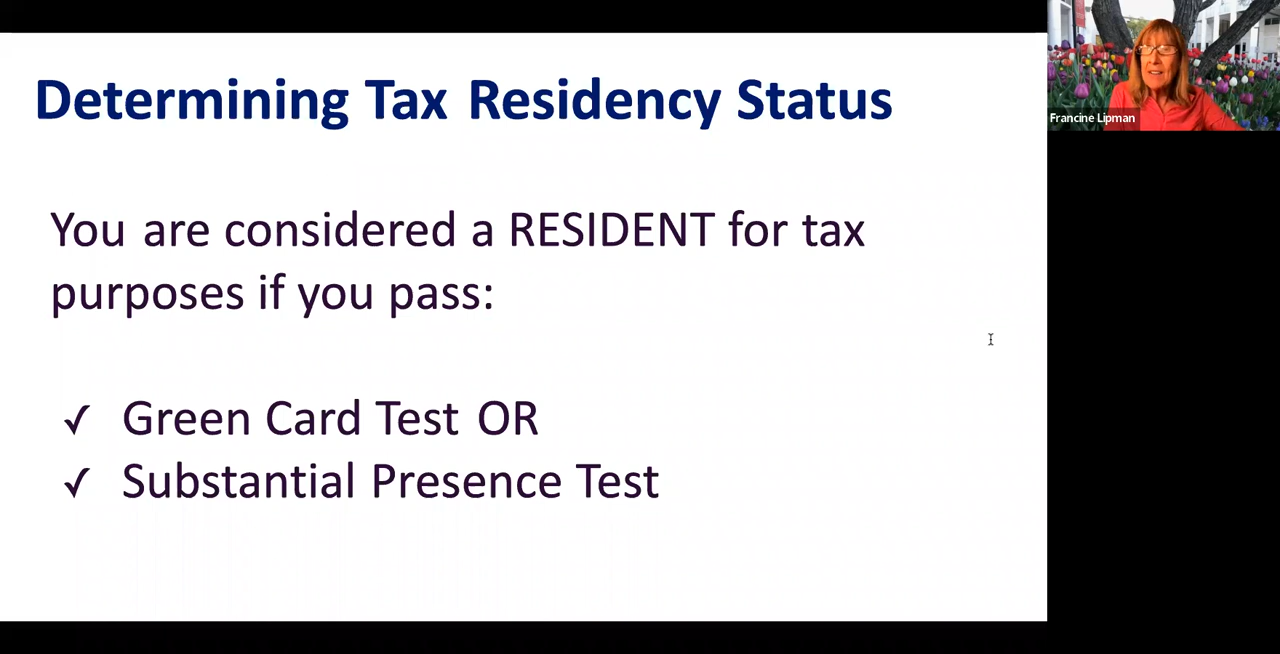 Determining Tax Residency Status
You are considered a RESIDENT for tax
purposes if you pass:
✓ Green Card Test OR
✓ Substantial Presence Test
Francine Lipman